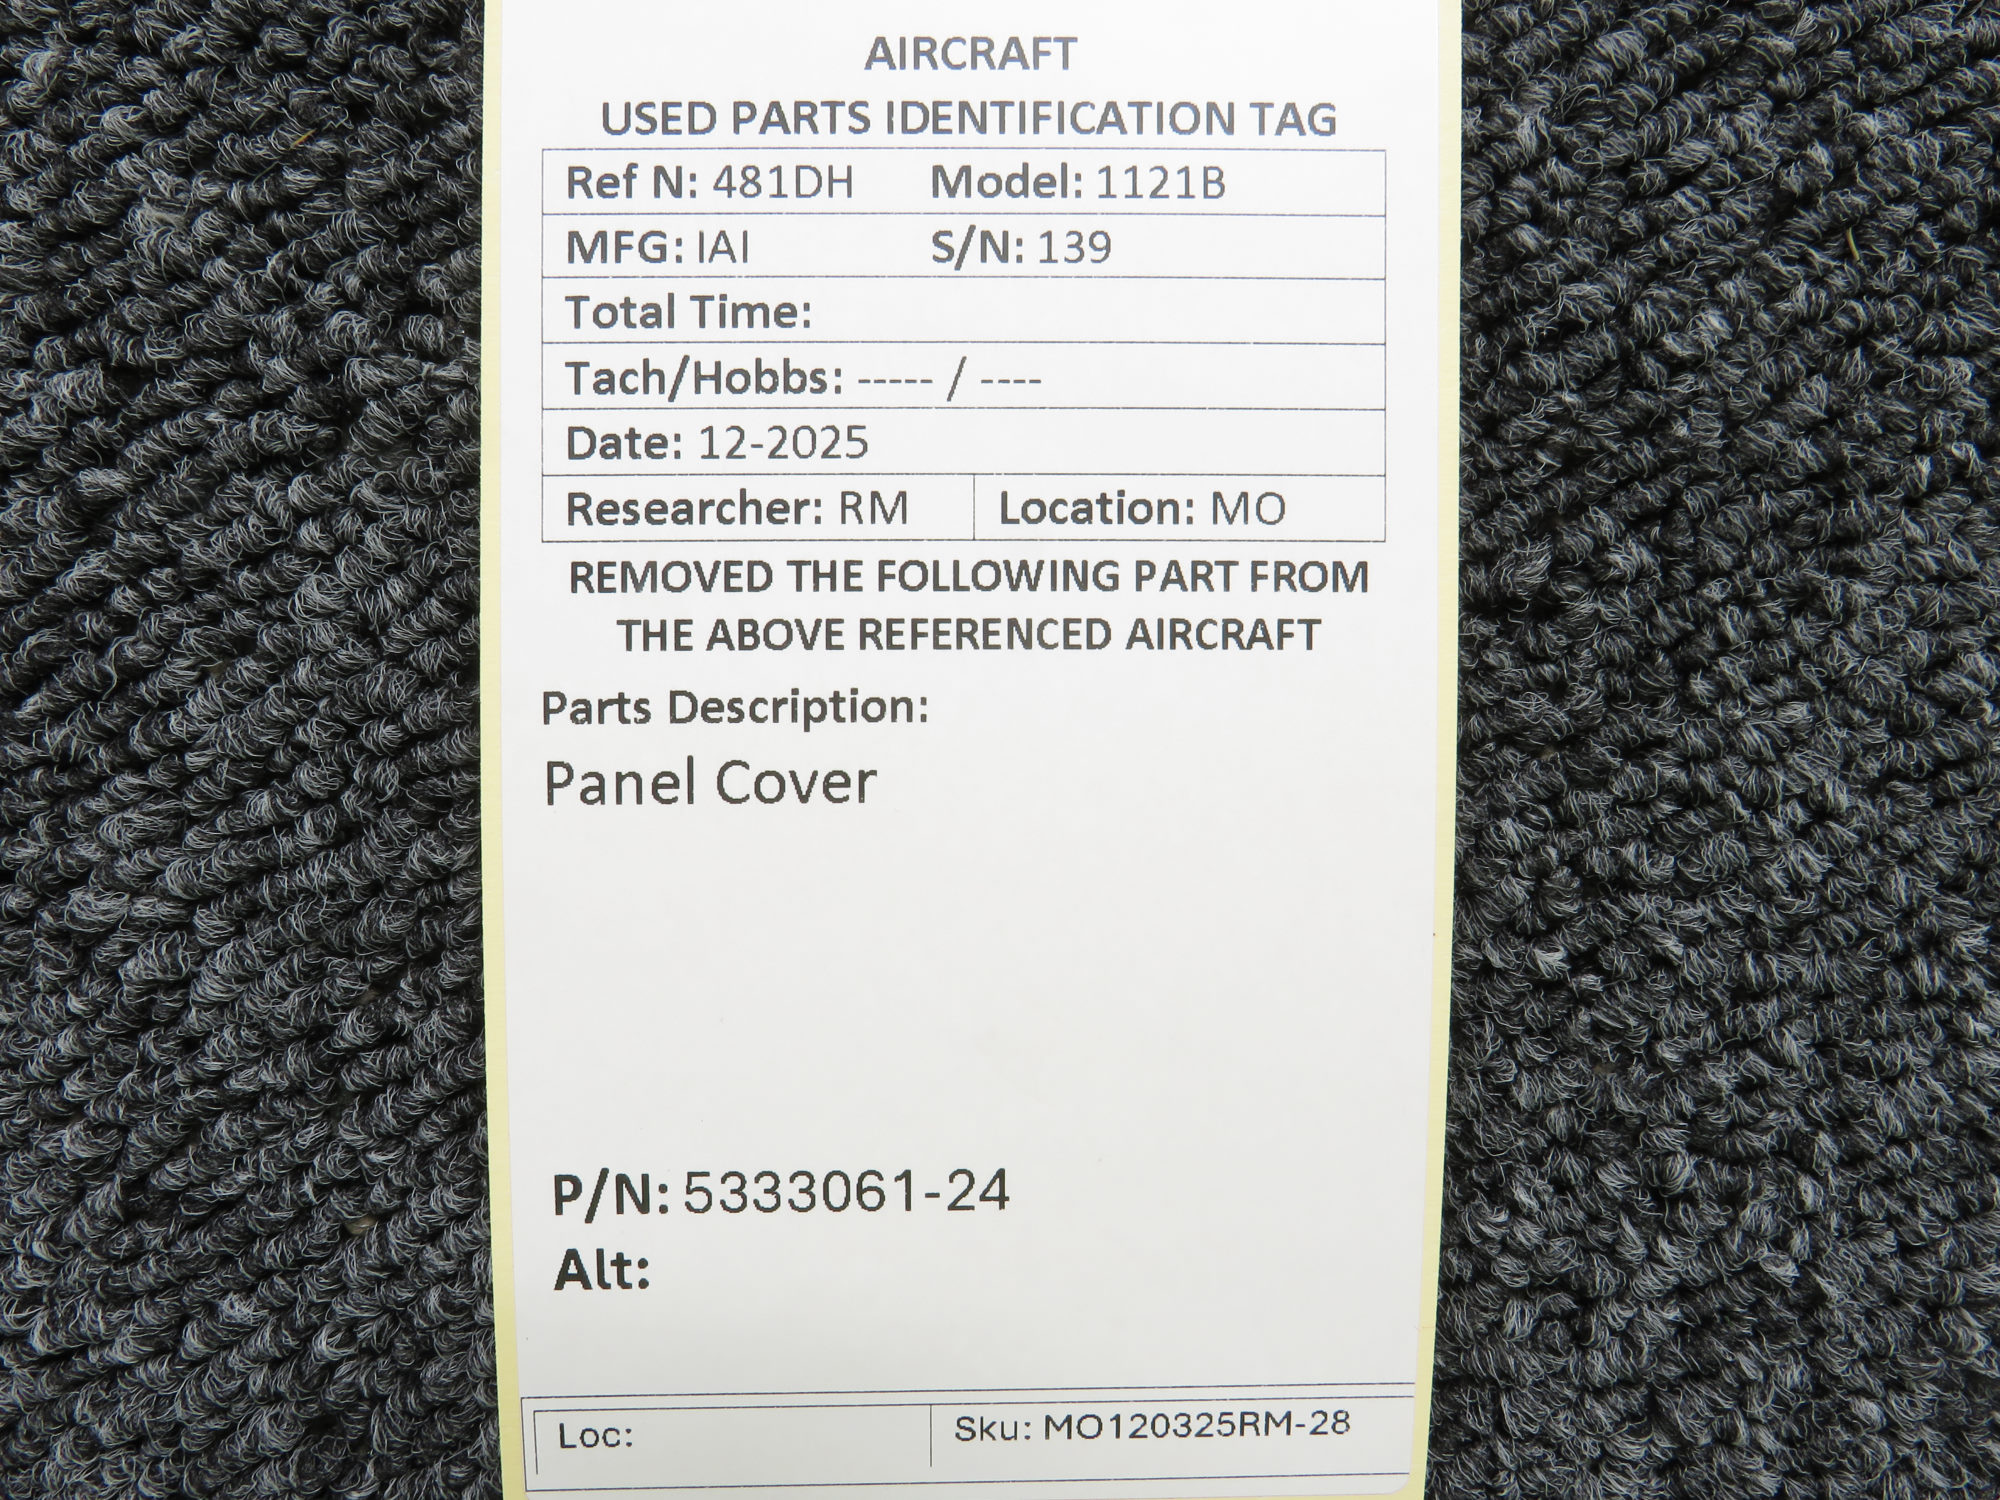 AIRCRAFT
USED PARTS IDENTIFICATION TAG
Ref N: 481DH Model: 1121B
MFG: IAI S/N: 139
Total Time:
Tach/Hobbs: ----- / ----
Date: 12-2025
Researcher: RM Location: MO
REMOVED THE FOLLOWING PART FROM
THE ABOVE REFERENCED AIRCRAFT
Parts Description:
Panel Cover
P/N: 5333061-24
Alt:
Loc: Sku: MO120325RM-28